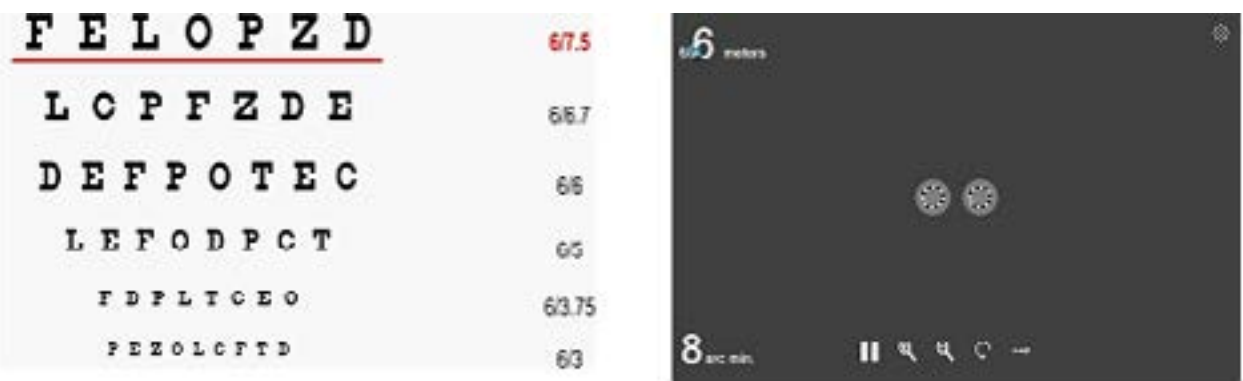 F E L O P Z D 6/7.5
L C P F Z D E 6/6.7
D E F P O T E C 6/6
L E F O D P C T 6/5
F D P L T C E O 6/3.75
P E Z O L C F T D 6/3
6 meters
8 arc min.